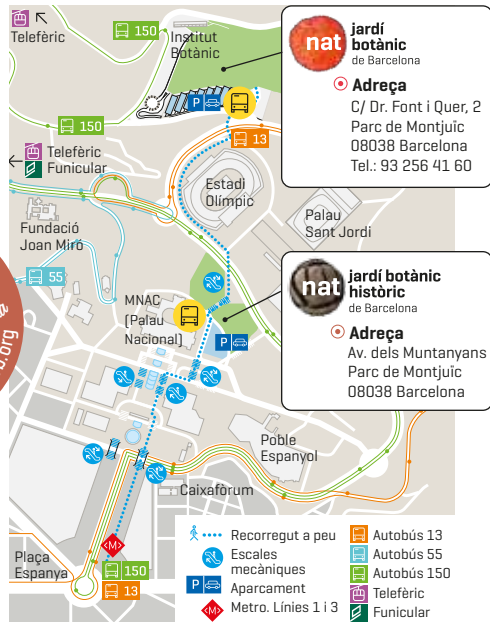 Telefèric
150
Institut
Botànic
P
nat
jardí
botànic
de Barcelona
Adreça
C/ Dr. Font i Quer, 2
Parc de Montjuïc
08038 Barcelona
Tel.: 93 256 41 60
150
13
Telefèric
Funicular
Estadi
Olímpic
Palau
Sant Jordi
Fundació
Joan Miró
55
MNAC
(Palau
Nacional)
P
nat
jardí botànic
històric
de Barcelona
Adreça
Av. dels Muntanyans
Parc de Montjuïc
08038 Barcelona
.org
Poble
Espanyol
Caixafòrum
Plaça
Espanya
M
150
13
Recorregut a peu
Escales
mecàniques
P Aparcament
M Metro. Línies 1 i 3
Autobús 13
Autobús 55
Autobús 150
Telefèric
Funicular